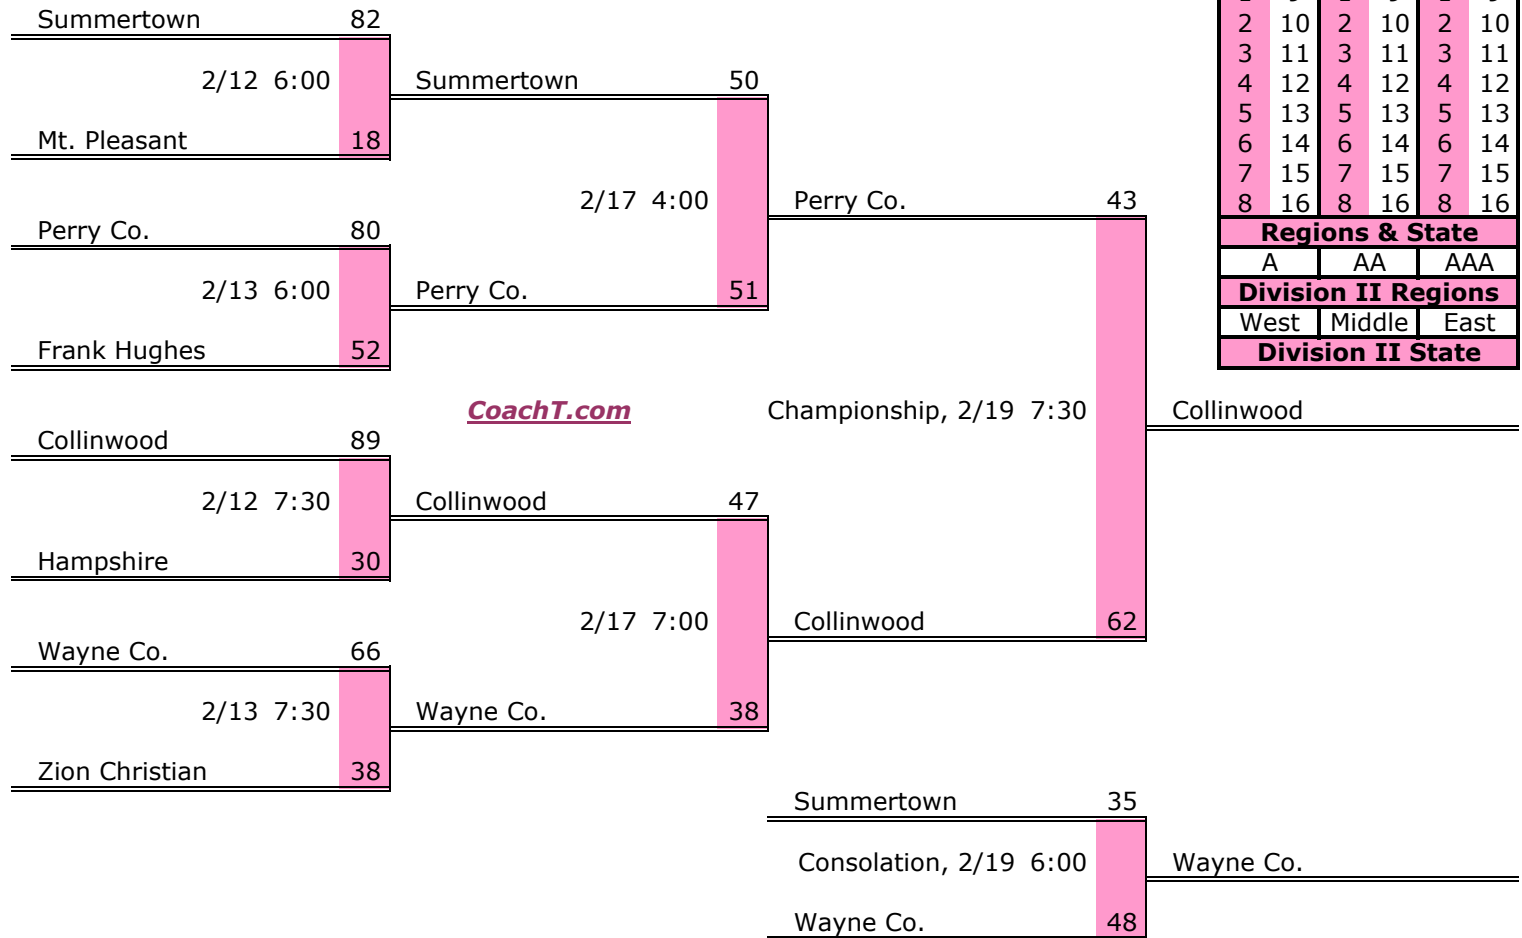 Summertown 82
2/12 6:00
Mt. Pleasant 18
Perry Co. 80
2/13 6:00
Frank Hughes 52
Collinwood 89
2/12 7:30
Hampshire 30
Wayne Co. 66
2/13 7:30
Zion Christian 38
Summertown 50
2/17 4:00
Perry Co. 51
CoachT.com
Collinwood 47
2/17 7:00
Wayne Co. 38
Perry Co. 43
Championship, 2/19 7:30
Collinwood 62
Collinwood
Summertown 35
Consolation, 2/19 6:00
Wayne Co. 48
Wayne Co.
2 10 2 10 2 10
3 11 3 11 3 11
4 12 4 12 4 12
5 13 5 13 5 13
6 14 6 14 6 14
7 15 7 15 7 15
8 16 8 16 8 16
Regions & State
A AA AAA
Division II Regions
West Middle East
Division II State